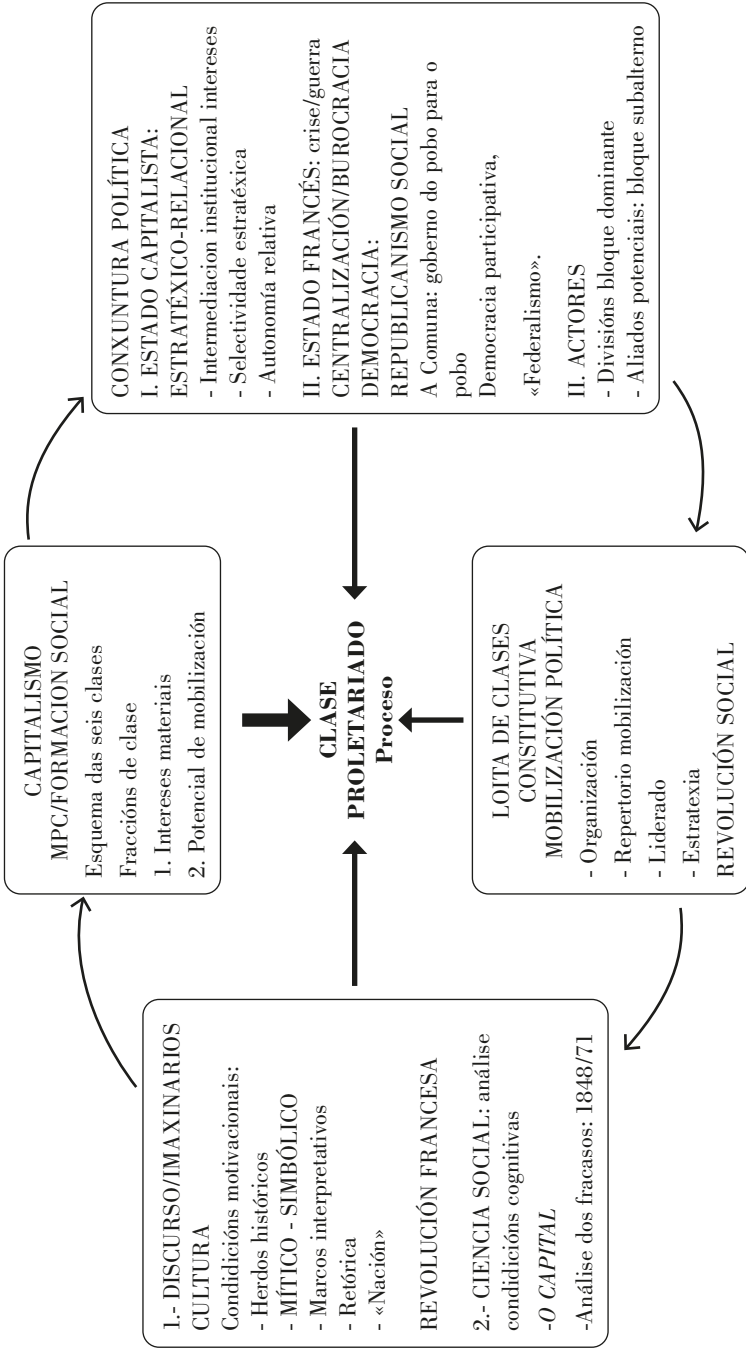 CAPITALISMO
MPC/FORMACION SOCIAL
Esquema das seis clases
Fraccións de clase
1. Intereses materiais
2. Potencial de mobilización
1.- DISCURSO/IMAXINARIOS
CULTURA
Condidicións motivacionais:
- Herdos históricos
- MÍTICO - SIMBÓLICO
- Marcos interpretativos
- Retórica
- «Nación»
REVOLUCIÓN FRANCESA
2.- CIENCIA SOCIAL: análise
condidicións cognitivas
-O CAPITAL
-Análise dos fracasos: 1848/71
CLASE
PROLETARIADO
Proceso
CONXUNTURA POLÍTICA
I. ESTADO CAPITALISTA:
ESTRATÉXICO-RELACIONAL
- Intermediacion institucional intereses
- Selectividade estratéxica
- Autonomía relativa
II. ESTADO FRANCÉS: crise/guerra
CENTRALIZACIÓN/BUROCRACIA
DEMOCRACIA:
REPUBLICANISMO SOCIAL
A Comuna: goberno do pobo para o
pobo
Democracia participativa,
«Federalismo».
II. ACTORES
- Divisións bloque dominante
- Aliados potenciais: bloque subalterno
LOITA DE CLASES
CONSTITUTIVA
MOBILIZACIÓN POLÍTICA
- Organización
- Repertorio mobilización
- Liderado
- Estratexia
REVOLUCIÓN SOCIAL